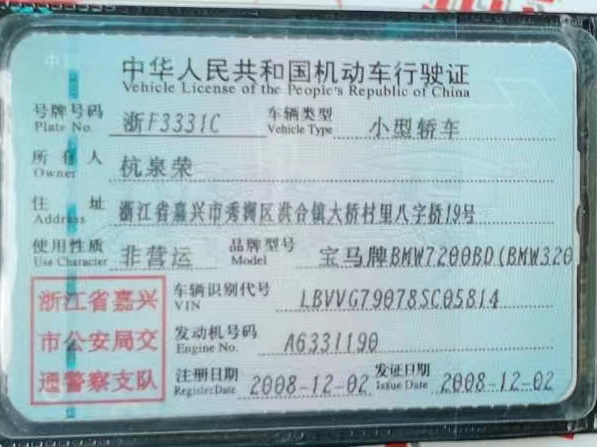 中华人民共和国机动车行驶证
Vehicle License of the People's Republic of China
号牌号码 浙F3331C 车辆类型 小型轿车
Plate No. Vehicle Type
所有人 杭泉荣
Owner
住址 浙江省嘉兴市秀洲区洪合镇大桥村里八字桥19号
Address
使用性质 非营运 品牌型号 宝马牌BMW7200BD(BMW320
Use Character Model
浙江省嘉兴
市公安局交
通警察支队
车辆识别代号 LBVVG79078SC05814
VIN
发动机号码 A6331190
Engine No.
注册日期 2008-12-02 发证日期 2008-12-02
Register Date Issue Date